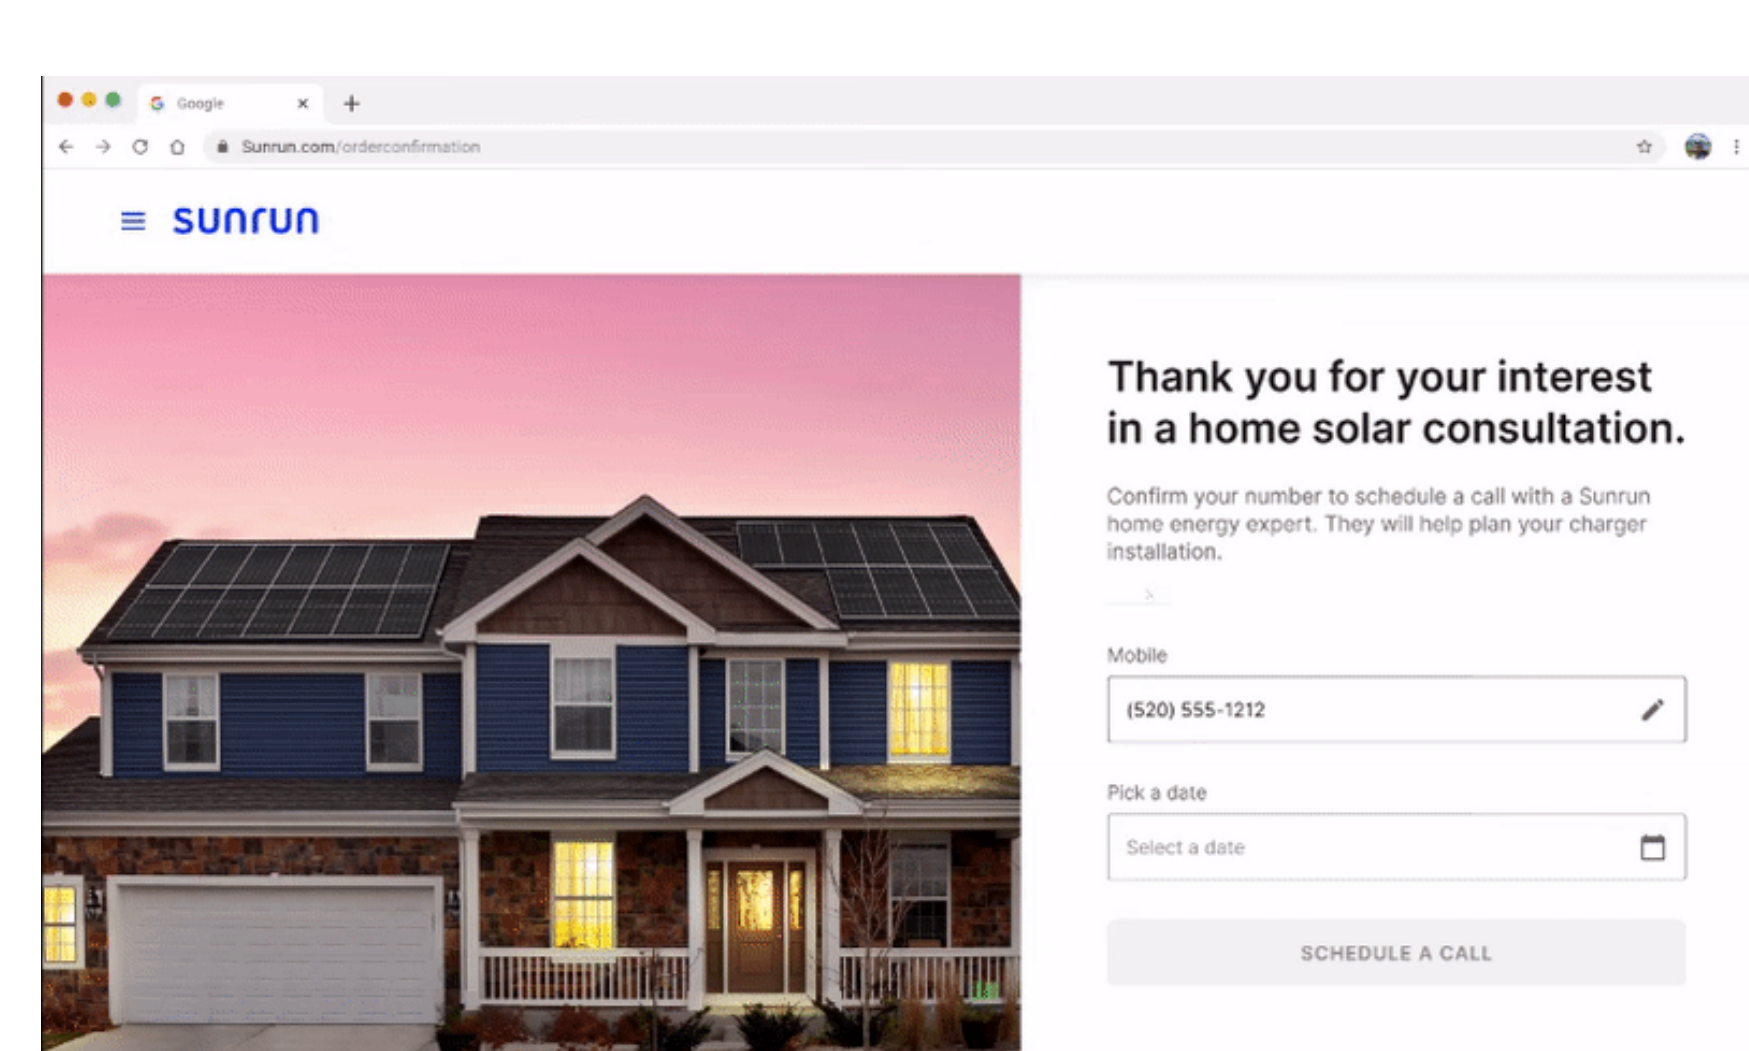 Google
Sunrun.com/orderconfirmation
sunrun
Thank you for your interest
in a home solar consultation.
Confirm your number to schedule a call with a Sunrun
home energy expert. They will help plan your charger
installation.
Mobile
(520) 555-1212
Pick a date
Select a date
SCHEDULE A CALL